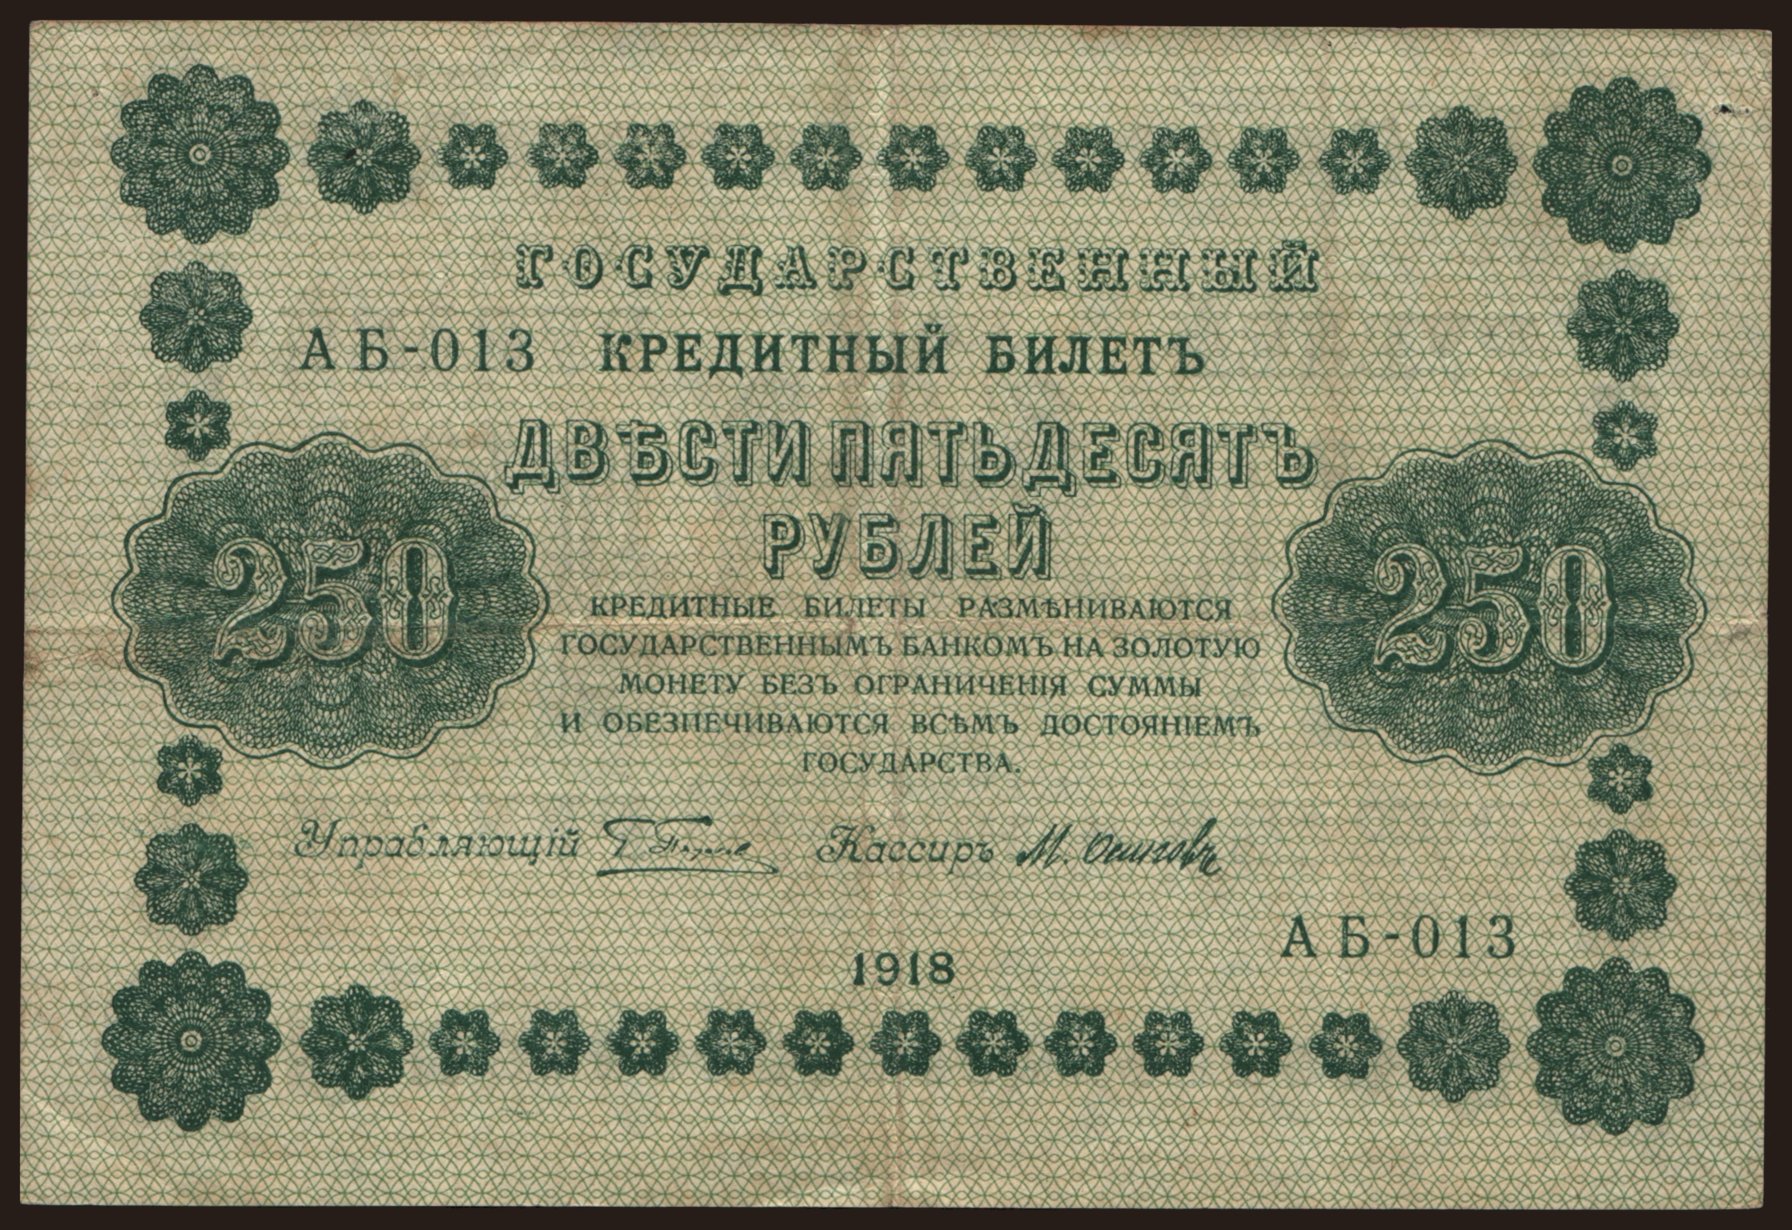 ГОСУДАРСТВЕННЫЙ
АБ-013 КРЕДИТНЫЙ БИЛЕТЪ
ДВѢСТИ ПЯТЬДЕСЯТЪ
РУБЛЕЙ
250
250
КРЕДИТНЫЕ БИЛЕТЫ РАЗМѢНИВАЮТСЯ
ГОСУДАРСТВЕННЫМЪ БАНКОМЪ НА ЗОЛОТУЮ
МОНЕТУ БЕЗЪ ОГРАНИЧЕНІЯ СУММЫ
И ОБЕЗПЕЧИВАЮТСЯ ВСѢМЪ ДОСТОЯНІЕМЪ
ГОСУДАРСТВА.
Управляющій Кассиръ М. Осиповъ
АБ-013
1918